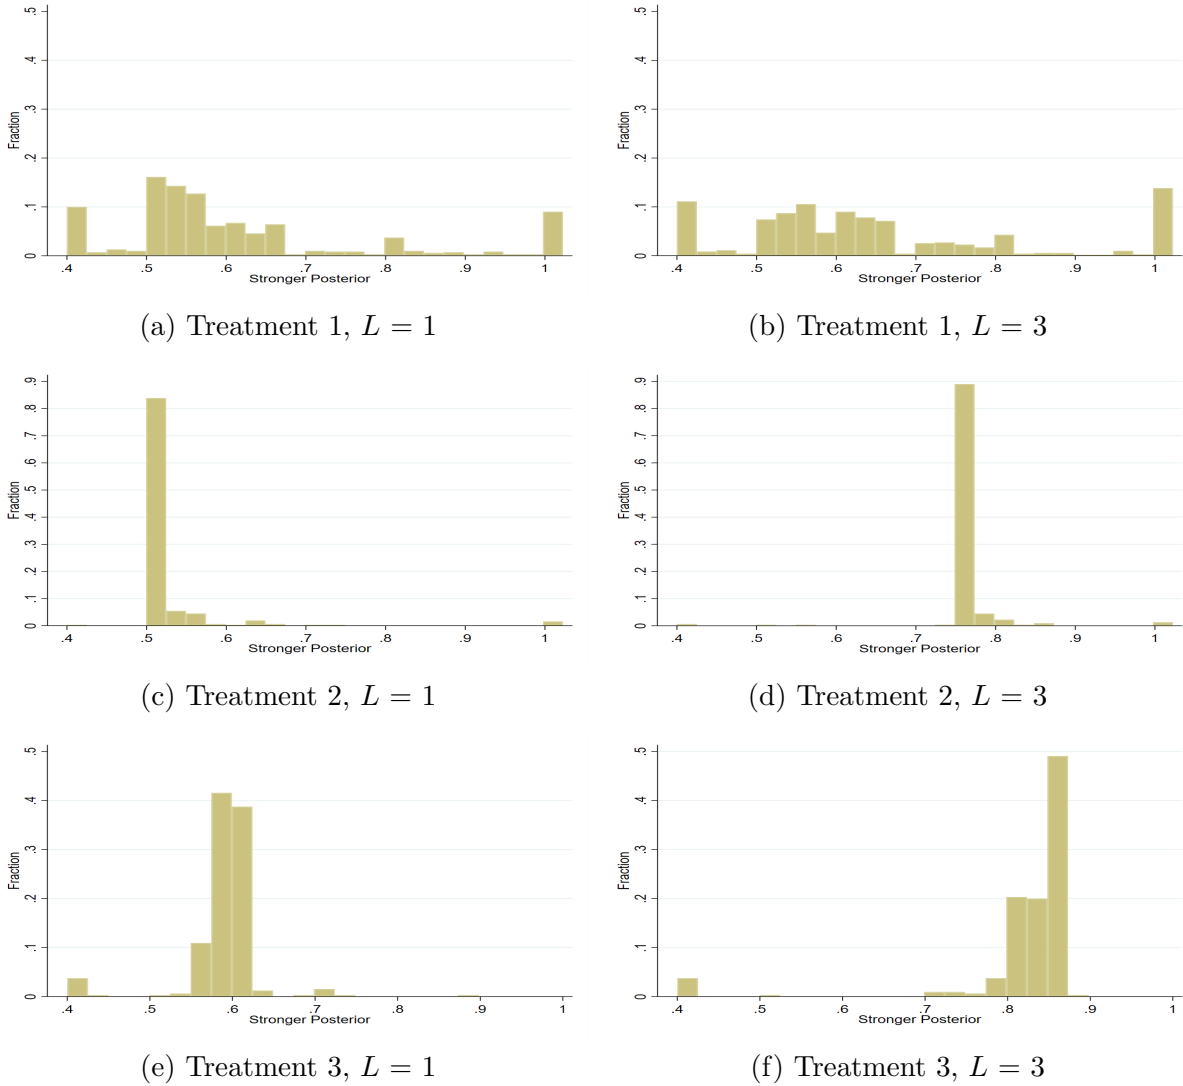 .5
.4
.3
.2
.1
0
Fraction
.4 .5 .6 .7 .8 .9 1
Stronger Posterior
(a) Treatment 1, L = 1
.5
.4
.3
.2
.1
0
Fraction
.4 .5 .6 .7 .8 .9 1
Stronger Posterior
(b) Treatment 1, L = 3
.9
.8
.7
.6
.5
.4
.3
.2
.1
0
Fraction
.4 .5 .6 .7 .8 .9 1
Stronger Posterior
(c) Treatment 2, L = 1
.9
.8
.7
.6
.5
.4
.3
.2
.1
0
Fraction
.4 .5 .6 .7 .8 .9 1
Stronger Posterior
(d) Treatment 2, L = 3
.5
.4
.3
.2
.1
0
Fraction
.4 .5 .6 .7 .8 .9 1
Stronger Posterior
(e) Treatment 3, L = 1
.5
.4
.3
.2
.1
0
Fraction
.4 .5 .6 .7 .8 .9 1
Stronger Posterior
(f) Treatment 3, L = 3